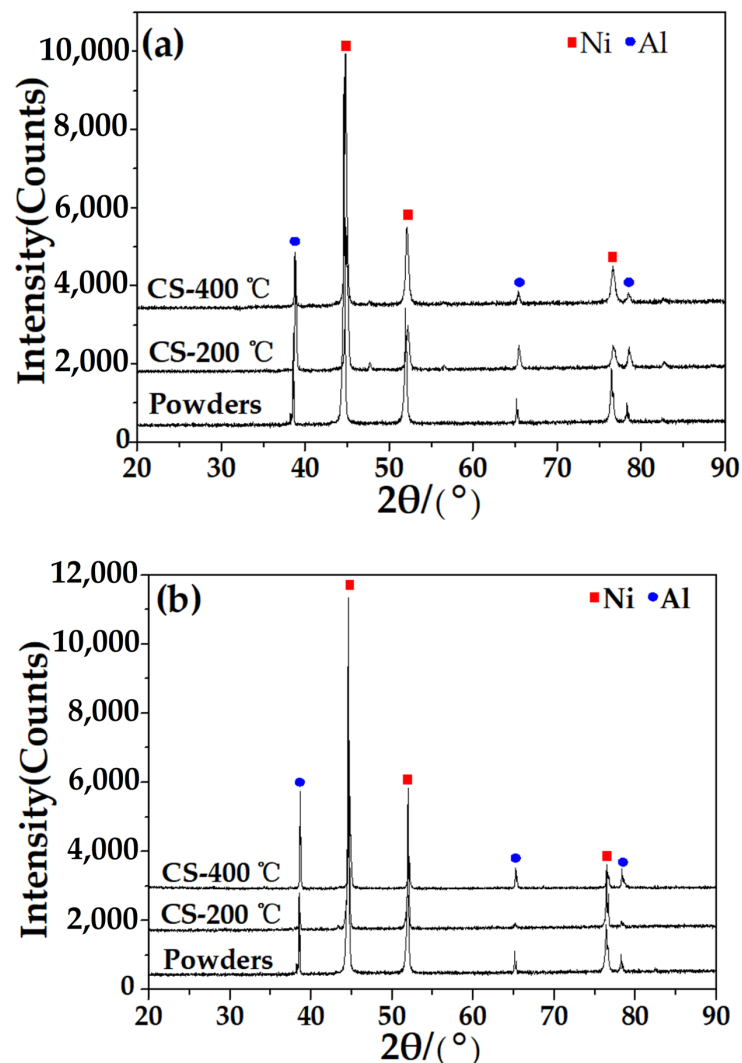 (a)
Ni Al
10,000
8,000
6,000
4,000
2,000
0
Intensity(Counts)
CS-400 ℃
CS-200 ℃
Powders
20 30 40 50 60 70 80 90
2θ/(°)
(b)
Ni Al
12,000
10,000
8,000
6,000
4,000
2,000
0
Intensity(Counts)
CS-400 ℃
CS-200 ℃
Powders
20 30 40 50 60 70 80 90
2θ/(°)